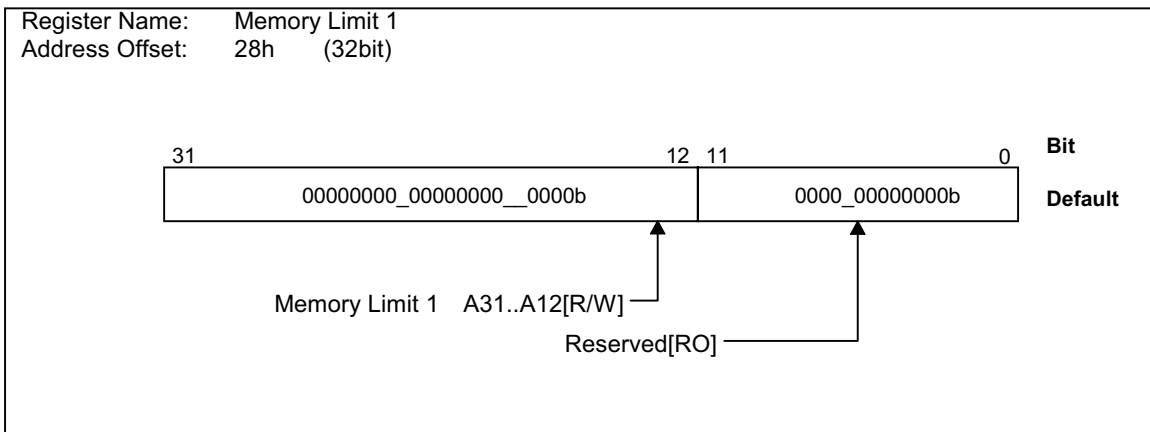 Register Name: Memory Limit 1
Address Offset: 28h (32bit)
31 12 11 0 Bit
00000000_00000000__0000b 0000_00000000b Default
Memory Limit 1 A31..A12[R/W]
Reserved[RO]